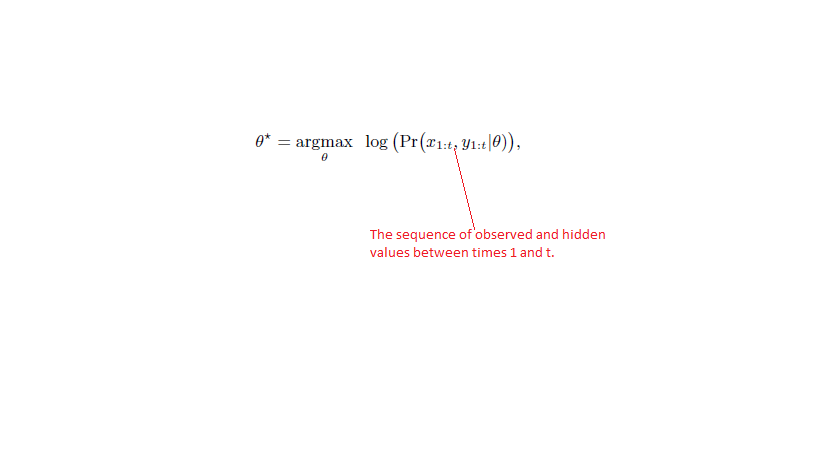 θ* = argmax log (Pr(x1:t, y1:t|θ)),
θ
The sequence of observed and hidden
values between times 1 and t.